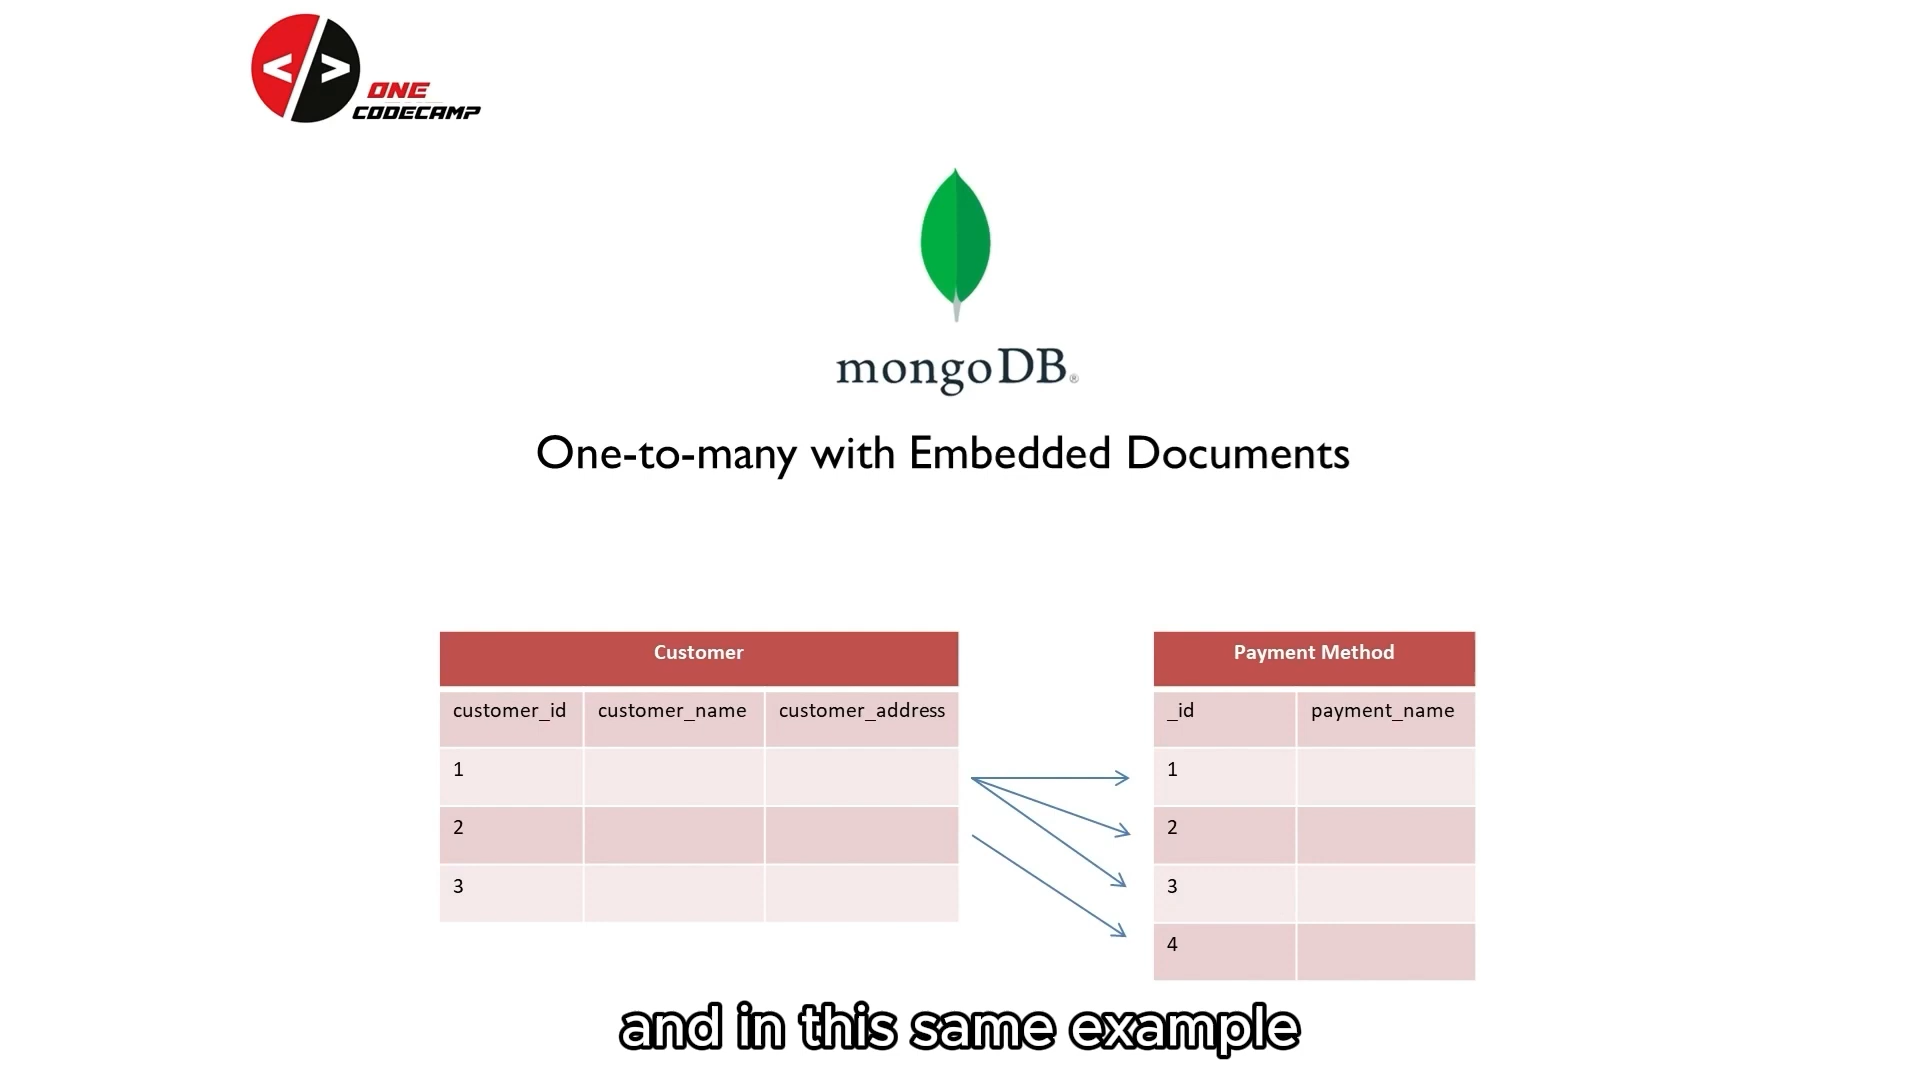 </>
ONE
CODECAMP
mongoDB®
One-to-many with Embedded Documents
Customer
customer_id customer_name customer_address
1
2
3
Payment Method
_id payment_name
1
2
3
4
and in this same example